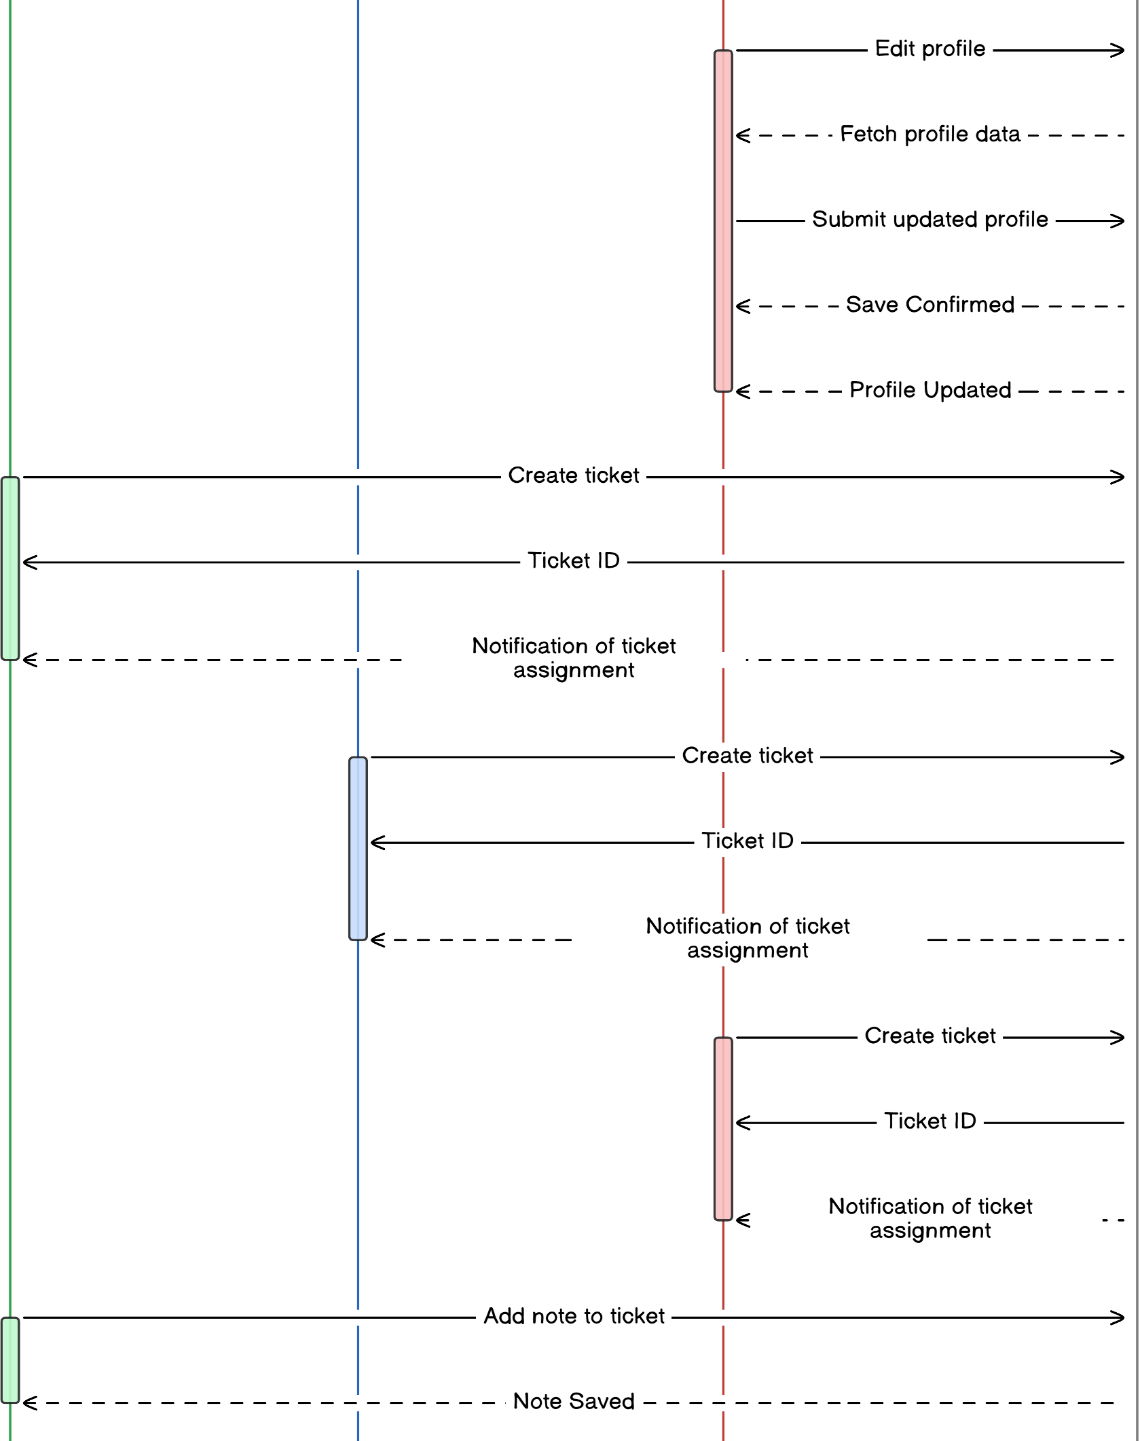 Edit profile
Fetch profile data
Submit updated profile
Save Confirmed
Profile Updated
Create ticket
Ticket ID
Notification of ticket
assignment
Create ticket
Ticket ID
Notification of ticket
assignment
Create ticket
Ticket ID
Notification of ticket
assignment
Add note to ticket
Note Saved